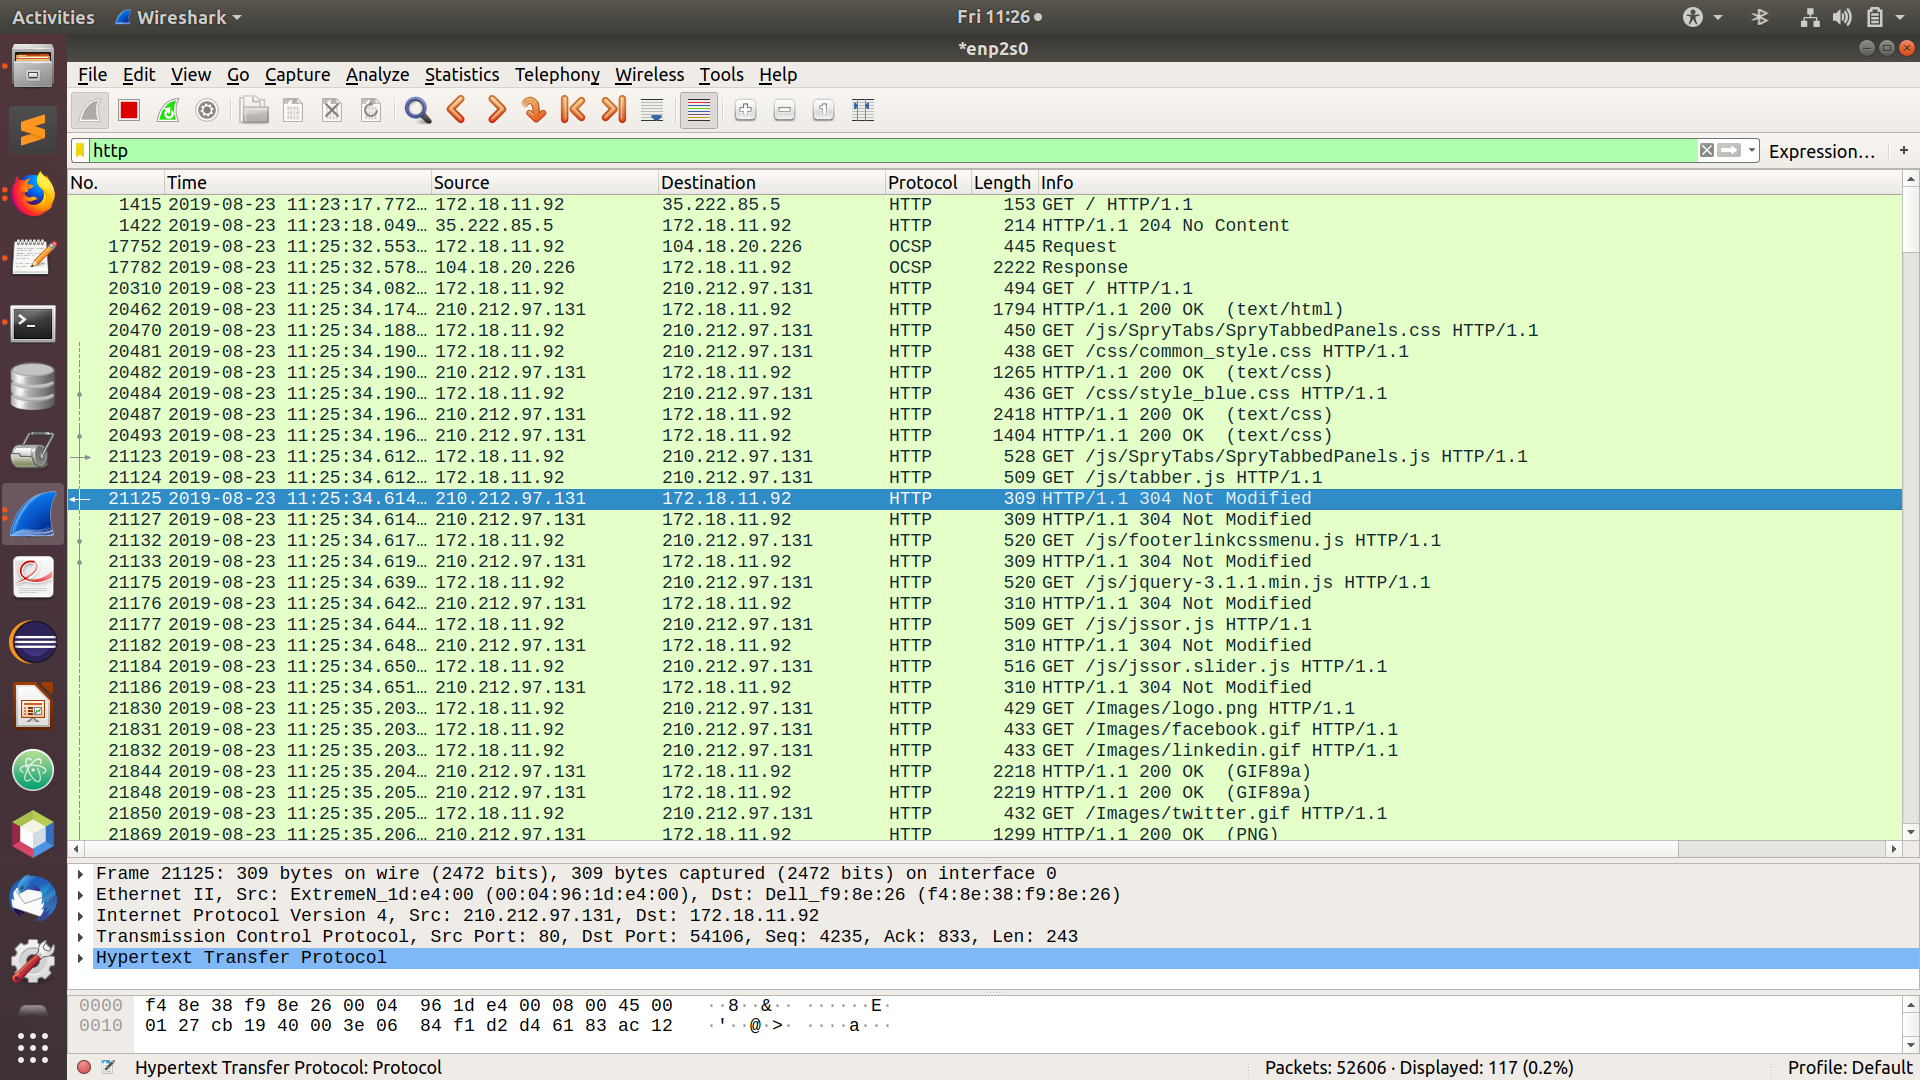 Activities Wireshark Fri 11:26
*enp2s0
File Edit View Go Capture Analyze Statistics Telephony Wireless Tools Help
http Expression… +
No. Time Source Destination Protocol Length Info
1415 2019-08-23 11:23:17.772… 172.18.11.92 35.222.85.5 HTTP 153 GET / HTTP/1.1
1422 2019-08-23 11:23:18.049… 35.222.85.5 172.18.11.92 HTTP 214 HTTP/1.1 204 No Content
17752 2019-08-23 11:25:32.553… 172.18.11.92 104.18.20.226 OCSP 445 Request
17782 2019-08-23 11:25:32.578… 104.18.20.226 172.18.11.92 OCSP 2222 Response
20310 2019-08-23 11:25:34.082… 172.18.11.92 210.212.97.131 HTTP 494 GET / HTTP/1.1
20462 2019-08-23 11:25:34.174… 210.212.97.131 172.18.11.92 HTTP 1794 HTTP/1.1 200 OK (text/html)
20470 2019-08-23 11:25:34.188… 172.18.11.92 210.212.97.131 HTTP 450 GET /js/SpryTabs/SpryTabbedPanels.css HTTP/1.1
20481 2019-08-23 11:25:34.190… 172.18.11.92 210.212.97.131 HTTP 438 GET /css/common_style.css HTTP/1.1
20482 2019-08-23 11:25:34.190… 210.212.97.131 172.18.11.92 HTTP 1265 HTTP/1.1 200 OK (text/css)
20484 2019-08-23 11:25:34.190… 172.18.11.92 210.212.97.131 HTTP 436 GET /css/style_blue.css HTTP/1.1
20487 2019-08-23 11:25:34.196… 210.212.97.131 172.18.11.92 HTTP 2418 HTTP/1.1 200 OK (text/css)
20493 2019-08-23 11:25:34.196… 210.212.97.131 172.18.11.92 HTTP 1404 HTTP/1.1 200 OK (text/css)
21123 2019-08-23 11:25:34.612… 172.18.11.92 210.212.97.131 HTTP 528 GET /js/SpryTabs/SpryTabbedPanels.js HTTP/1.1
21124 2019-08-23 11:25:34.612… 172.18.11.92 210.212.97.131 HTTP 509 GET /js/tabber.js HTTP/1.1
21125 2019-08-23 11:25:34.614… 210.212.97.131 172.18.11.92 HTTP 309 HTTP/1.1 304 Not Modified
21127 2019-08-23 11:25:34.614… 210.212.97.131 172.18.11.92 HTTP 309 HTTP/1.1 304 Not Modified
21132 2019-08-23 11:25:34.617… 172.18.11.92 210.212.97.131 HTTP 520 GET /js/footerlinkcssmenu.js HTTP/1.1
21133 2019-08-23 11:25:34.619… 210.212.97.131 172.18.11.92 HTTP 309 HTTP/1.1 304 Not Modified
21175 2019-08-23 11:25:34.639… 172.18.11.92 210.212.97.131 HTTP 520 GET /js/jquery-3.1.1.min.js HTTP/1.1
21176 2019-08-23 11:25:34.642… 210.212.97.131 172.18.11.92 HTTP 310 HTTP/1.1 304 Not Modified
21177 2019-08-23 11:25:34.644… 172.18.11.92 210.212.97.131 HTTP 509 GET /js/jssor.js HTTP/1.1
21182 2019-08-23 11:25:34.648… 210.212.97.131 172.18.11.92 HTTP 310 HTTP/1.1 304 Not Modified
21184 2019-08-23 11:25:34.650… 172.18.11.92 210.212.97.131 HTTP 516 GET /js/jssor.slider.js HTTP/1.1
21186 2019-08-23 11:25:34.651… 210.212.97.131 172.18.11.92 HTTP 310 HTTP/1.1 304 Not Modified
21830 2019-08-23 11:25:35.203… 172.18.11.92 210.212.97.131 HTTP 429 GET /Images/logo.png HTTP/1.1
21831 2019-08-23 11:25:35.203… 172.18.11.92 210.212.97.131 HTTP 433 GET /Images/facebook.gif HTTP/1.1
21832 2019-08-23 11:25:35.203… 172.18.11.92 210.212.97.131 HTTP 433 GET /Images/linkedin.gif HTTP/1.1
21844 2019-08-23 11:25:35.204… 210.212.97.131 172.18.11.92 HTTP 2218 HTTP/1.1 200 OK (GIF89a)
21848 2019-08-23 11:25:35.205… 210.212.97.131 172.18.11.92 HTTP 2219 HTTP/1.1 200 OK (GIF89a)
21850 2019-08-23 11:25:35.205… 172.18.11.92 210.212.97.131 HTTP 432 GET /Images/twitter.gif HTTP/1.1
21869 2019-08-23 11:25:35.206… 210.212.97.131 172.18.11.92 HTTP 1299 HTTP/1.1 200 OK (PNG)
Frame 21125: 309 bytes on wire (2472 bits), 309 bytes captured (2472 bits) on interface 0
Ethernet II, Src: ExtremeN_1d:e4:00 (00:04:96:1d:e4:00), Dst: Dell_f9:8e:26 (f4:8e:38:f9:8e:26)
Internet Protocol Version 4, Src: 210.212.97.131, Dst: 172.18.11.92
Transmission Control Protocol, Src Port: 80, Dst Port: 54106, Seq: 4235, Ack: 833, Len: 243
Hypertext Transfer Protocol
0000 f4 8e 38 f9 8e 26 00 04 96 1d e4 00 08 00 45 00 ··8··&·· ······E·
0010 01 27 cb 19 40 00 3e 06 84 f1 d2 d4 61 83 ac 12 ·'··@·>· ····a···
Hypertext Transfer Protocol: Protocol Packets: 52606 · Displayed: 117 (0.2%) Profile: Default